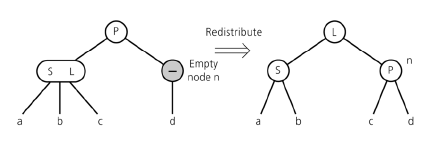 P
Redistribute
L
S L
–
Empty
node n
S
P
n
a b c d
a b c d